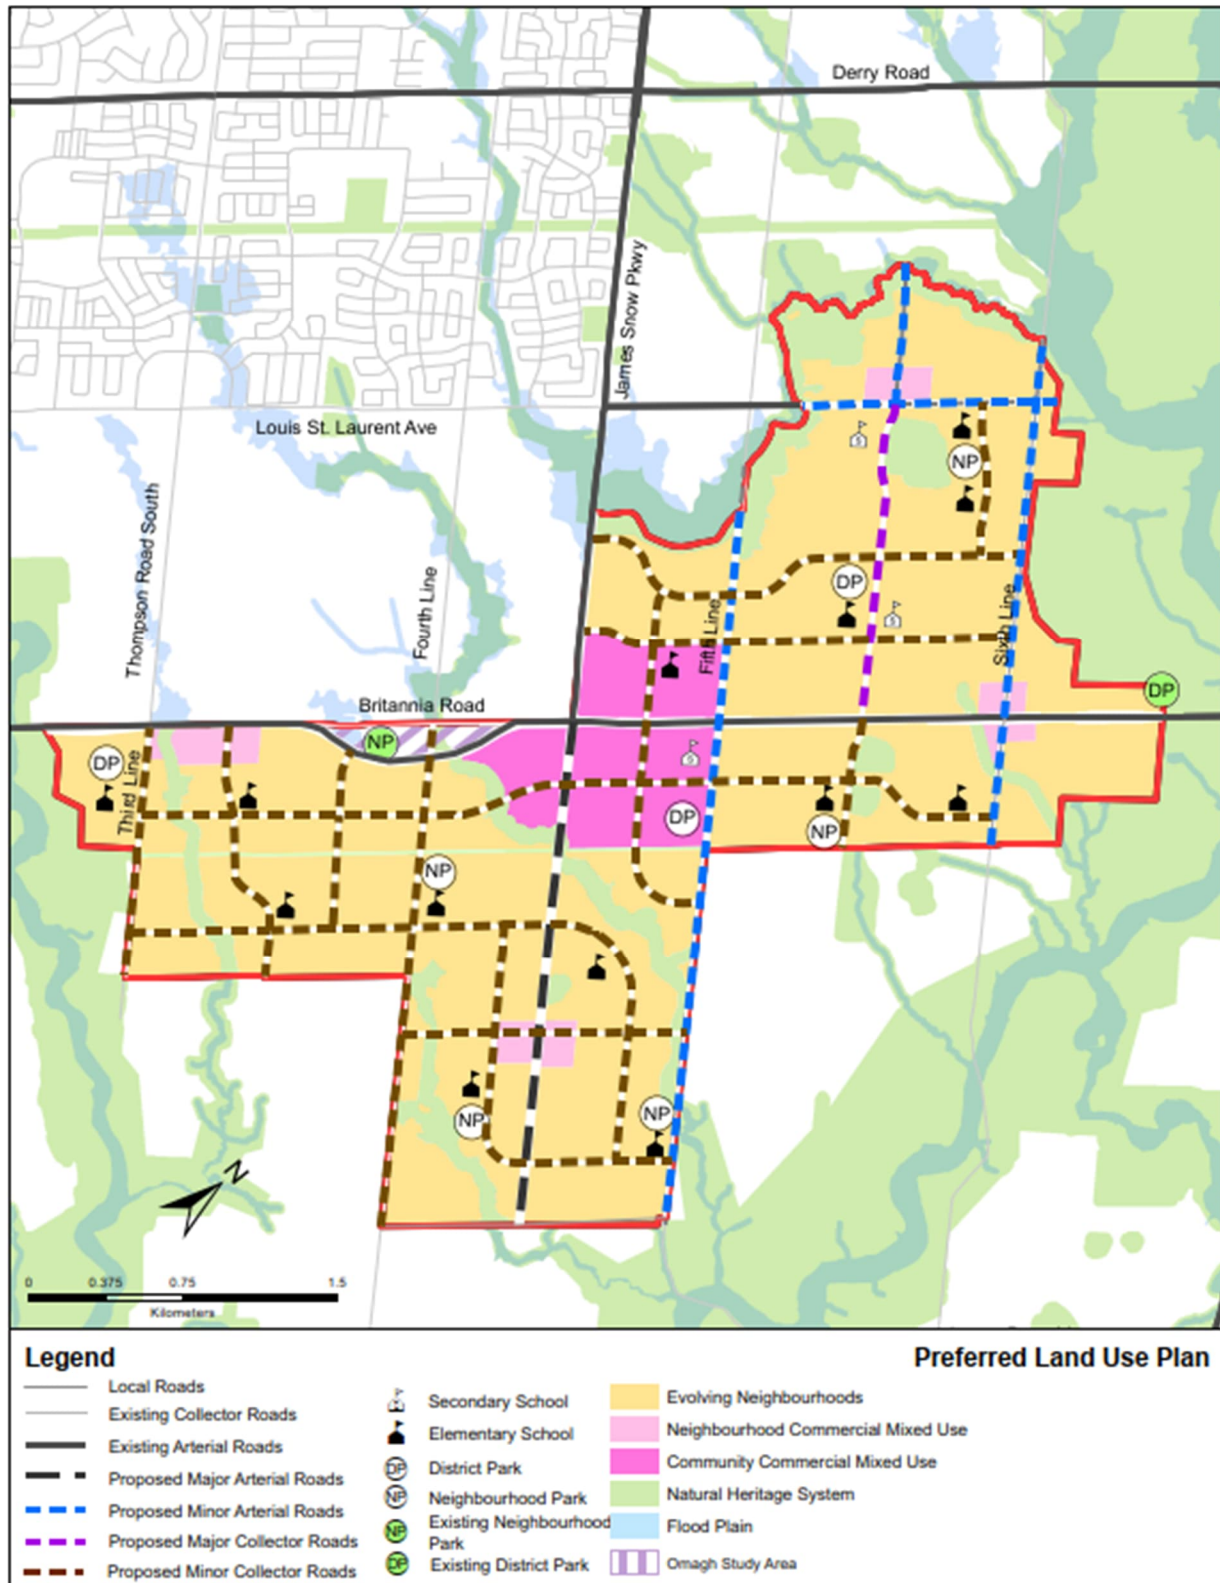 Derry Road
James Snow Pkwy
Louis St. Laurent Ave
S
NP
Thompson Road South
Fourth Line
DP
S
Fifth Line
Sixth Line
DP
Britannia Road
NP
S
DP
Third Line
DP
NP
NP
NP
NP
N
0 0.375 0.75 1.5
Kilometers
Legend
Preferred Land Use Plan
Local Roads
Existing Collector Roads
Existing Arterial Roads
Proposed Major Arterial Roads
Proposed Minor Arterial Roads
Proposed Major Collector Roads
Proposed Minor Collector Roads
S Secondary School
Elementary School
DP District Park
NP Neighbourhood Park
NP Existing Neighbourhood
Park
DP Existing District Park
Evolving Neighbourhoods
Neighbourhood Commercial Mixed Use
Community Commercial Mixed Use
Natural Heritage System
Flood Plain
Omagh Study Area